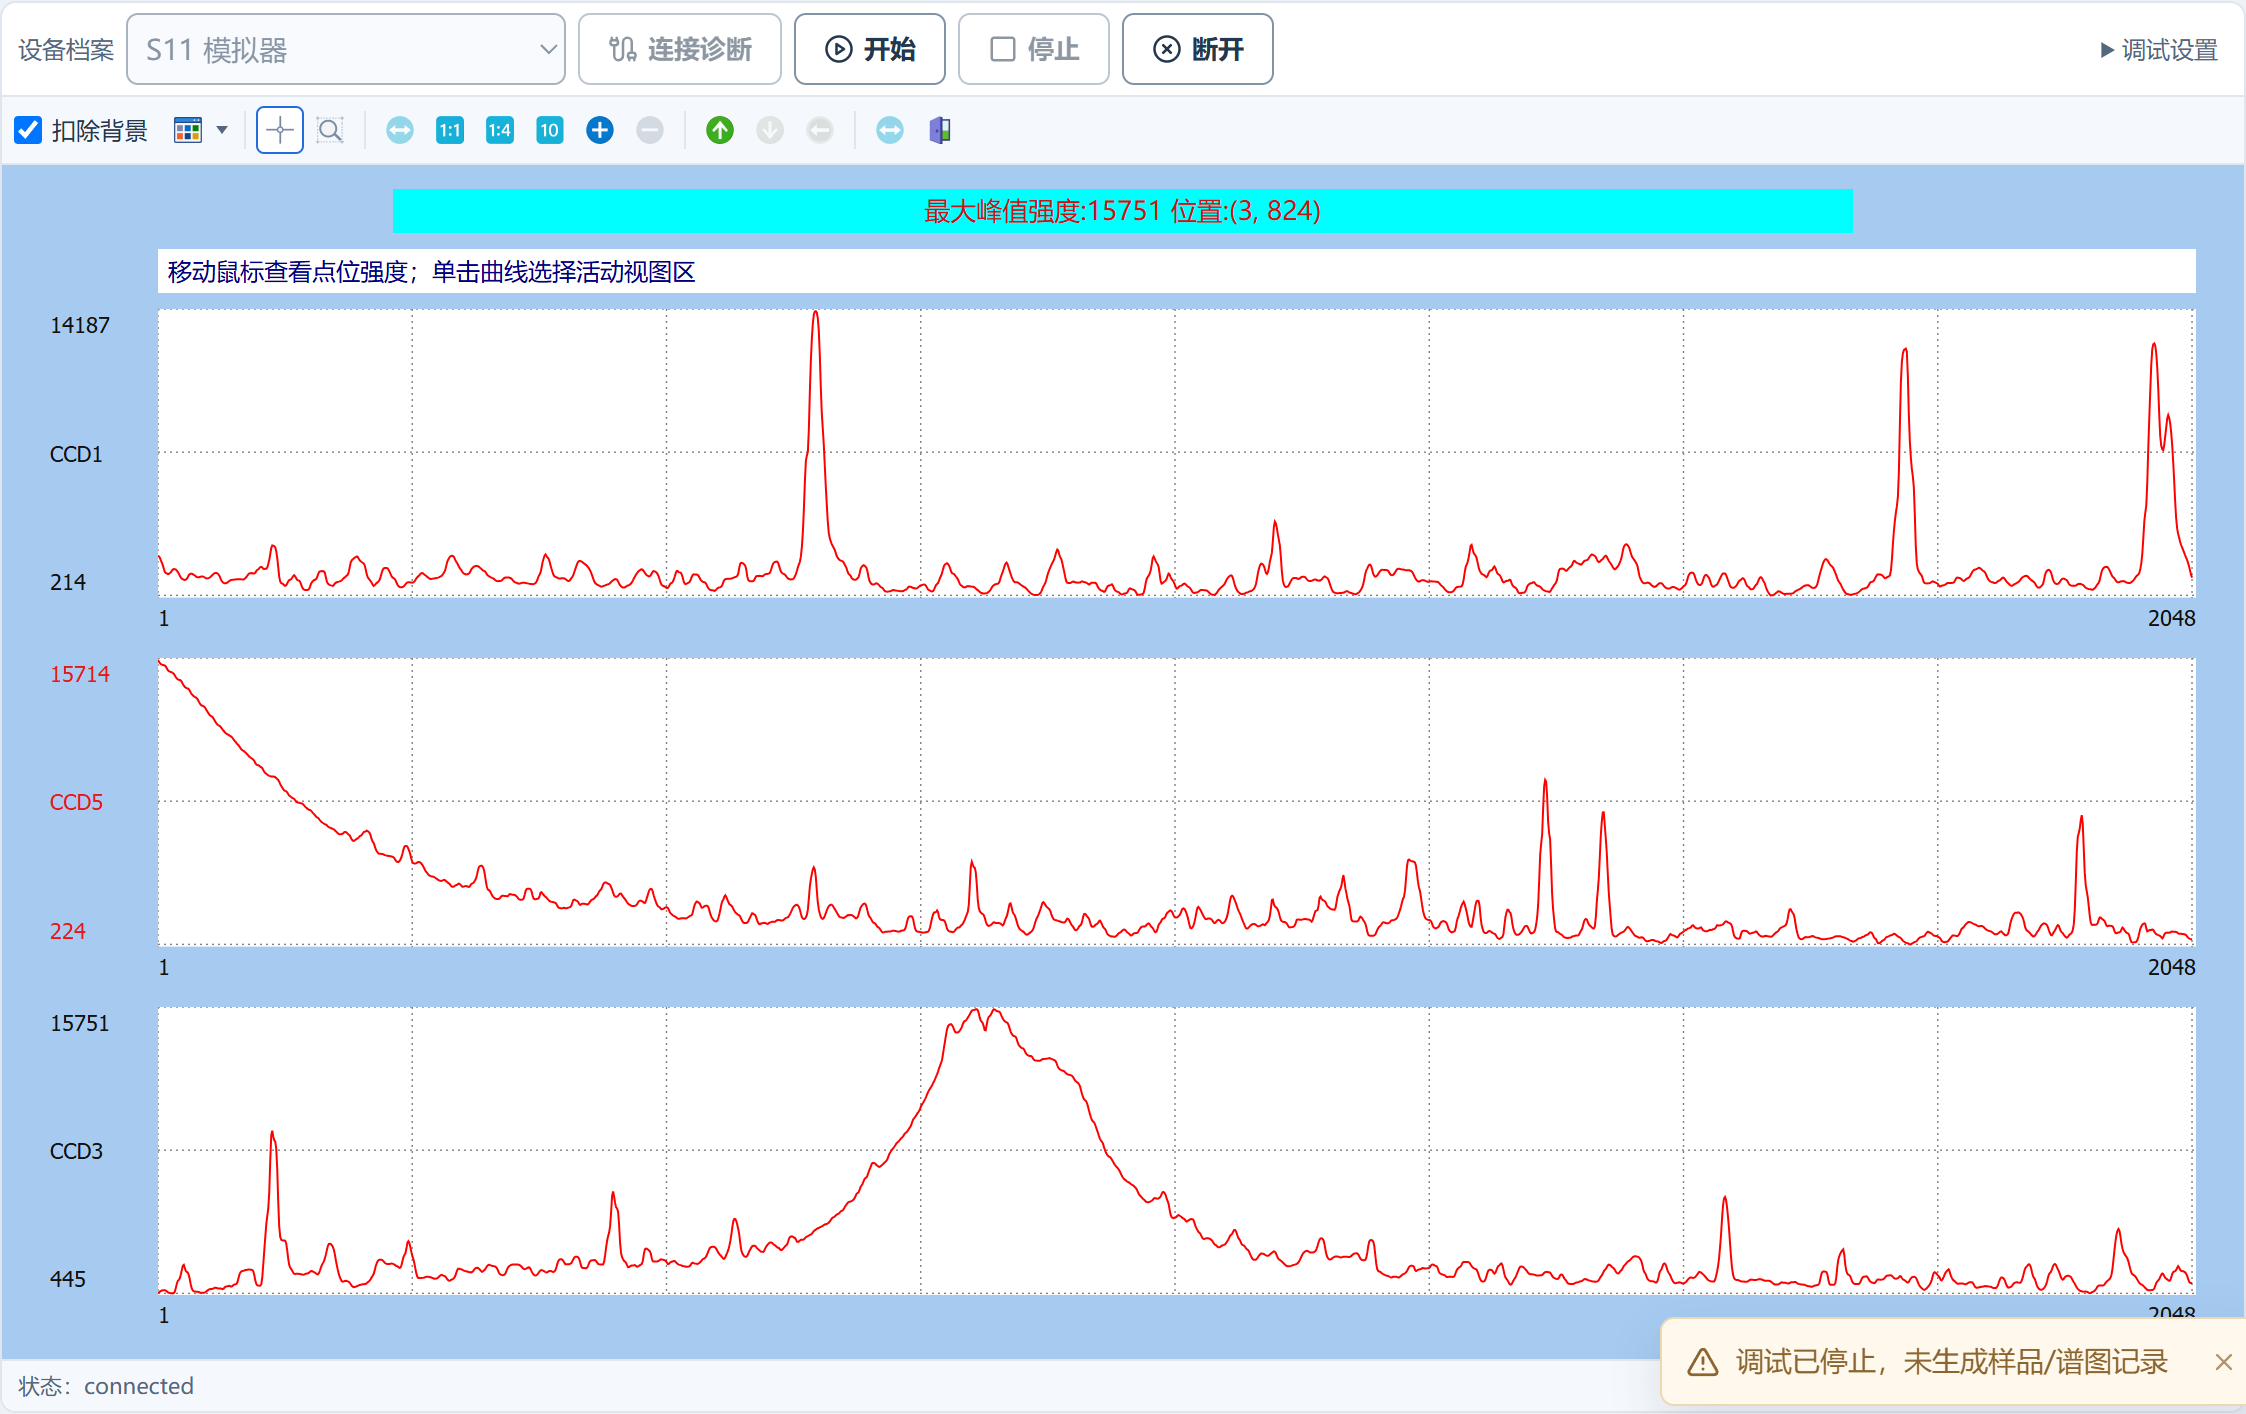 设备档案 S11 模拟器 连接诊断 开始 停止 断开 调试设置
扣除背景 1:1 1:4 10
最大峰值强度:15751 位置:(3, 824)
移动鼠标查看点位强度；单击曲线选择活动视图区
14187
CCD1
214
1 2048
15714
CCD5
224
1 2048
15751
CCD3
445
1 2048
调试已停止，未生成样品/谱图记录
状态：connected